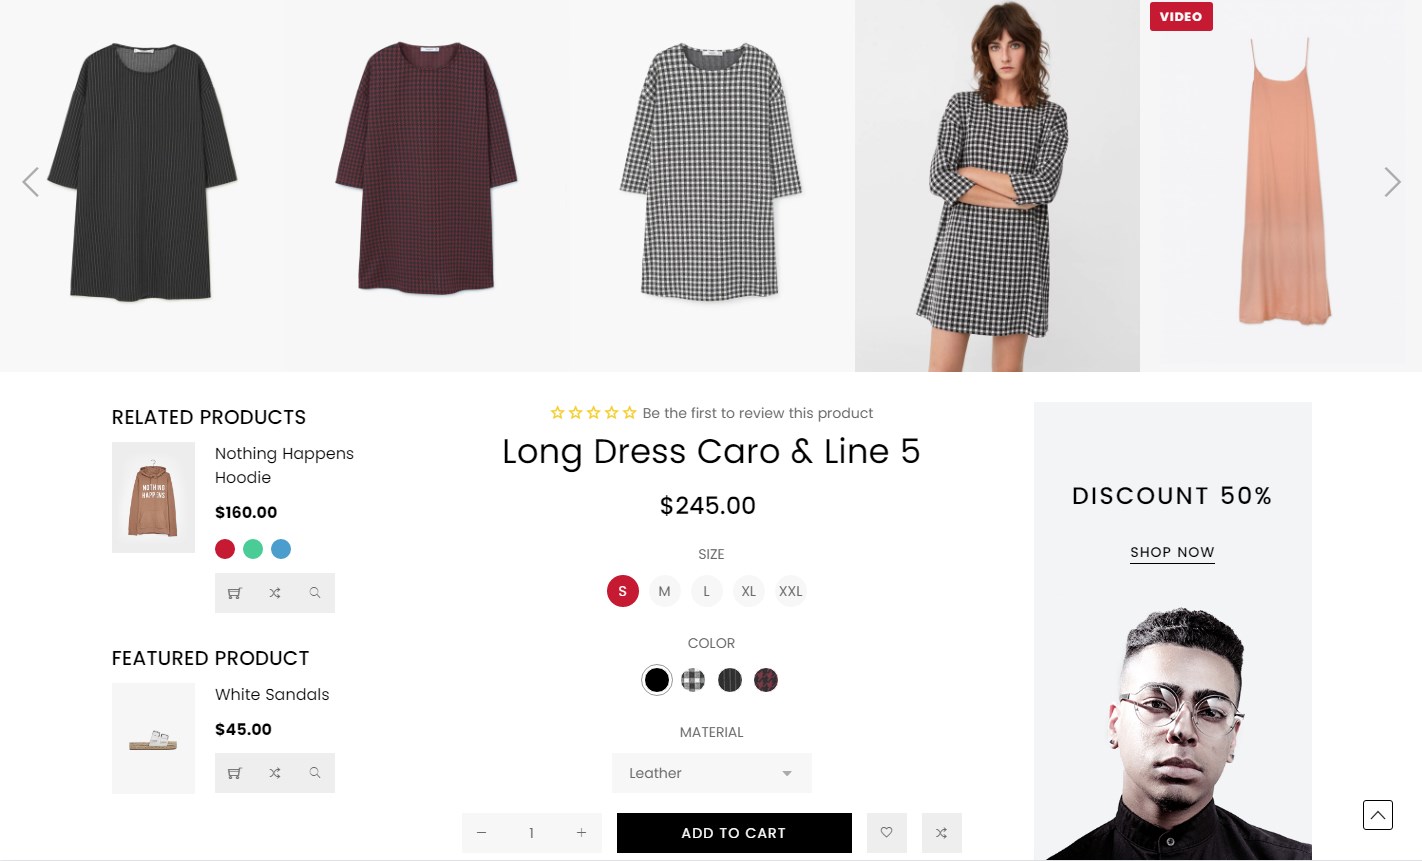 VIDEO
RELATED PRODUCTS
NOTHING
HAPPENS
Nothing Happens
Hoodie
$160.00
FEATURED PRODUCT
White Sandals
$45.00
Be the first to review this product
Long Dress Caro & Line 5
$245.00
SIZE
S M L XL XXL
COLOR
MATERIAL
Leather
1
ADD TO CART
DISCOUNT 50%
SHOP NOW